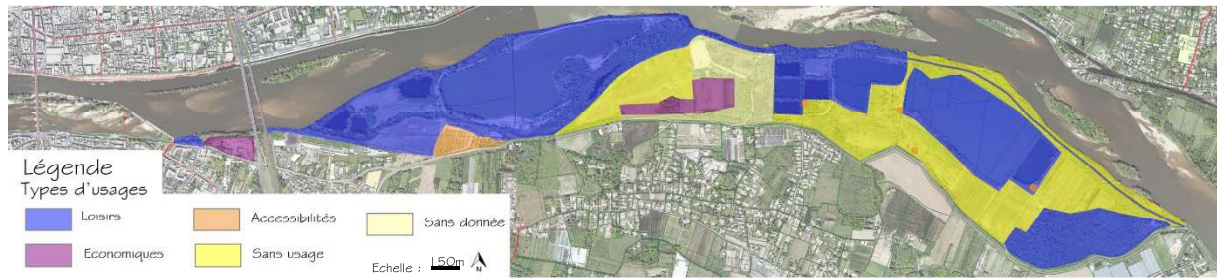 Légende
Types d'usages
Loisirs
Accessibilités
Sans donnée
Economiques
Sans usage
Echelle : 150m
N